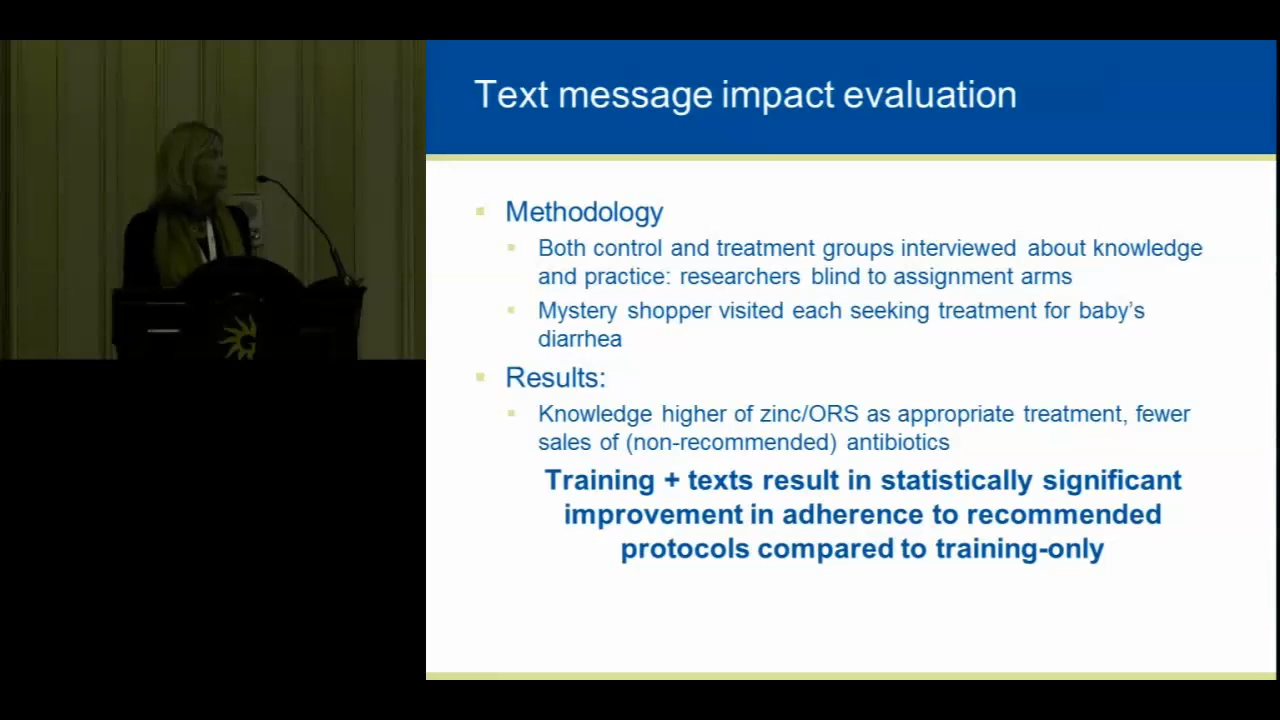 Text message impact evaluation
Methodology
Both control and treatment groups interviewed about knowledge
and practice: researchers blind to assignment arms
Mystery shopper visited each seeking treatment for baby's
diarrhea
Results:
Knowledge higher of zinc/ORS as appropriate treatment, fewer
sales of (non-recommended) antibiotics
Training + texts result in statistically significant
improvement in adherence to recommended
protocols compared to training-only